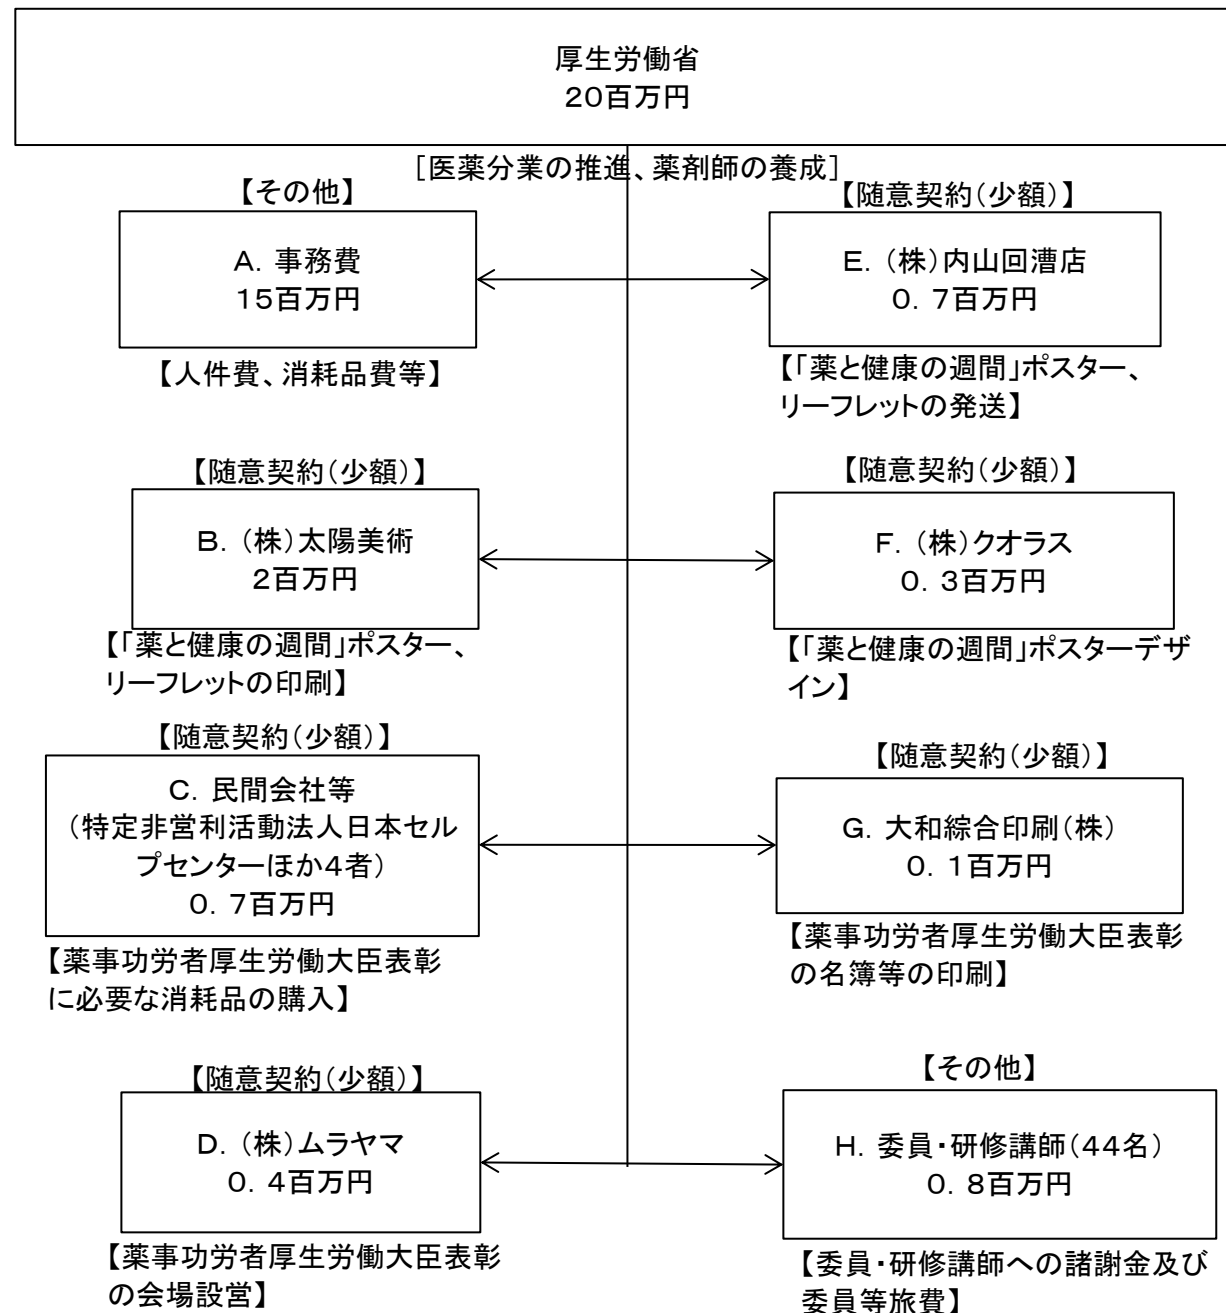 厚生労働省
20百万円
［医薬分業の推進、薬剤師の養成］
【その他】
A．事務費
15百万円
【人件費、消耗品費等】
【随意契約（少額）】
E．（株）内山回漕店
0．7百万円
【「薬と健康の週間」ポスター、
リーフレットの発送】
【随意契約（少額）】
B．（株）太陽美術
2百万円
【「薬と健康の週間」ポスター、
リーフレットの印刷】
【随意契約（少額）】
F．（株）クオラス
0．3百万円
【「薬と健康の週間」ポスターデザ
イン】
【随意契約（少額）】
C．民間会社等
（特定非営利活動法人日本セル
プセンターほか4者）
0．7百万円
【薬事功労者厚生労働大臣表彰
に必要な消耗品の購入】
【随意契約（少額）】
G．大和綜合印刷（株）
0．1百万円
【薬事功労者厚生労働大臣表彰
の名簿等の印刷】
【随意契約（少額）】
D．（株）ムラヤマ
0．4百万円
【薬事功労者厚生労働大臣表彰
の会場設営】
【その他】
H．委員・研修講師（44名）
0．8百万円
【委員・研修講師への諸謝金及び
委員等旅費】